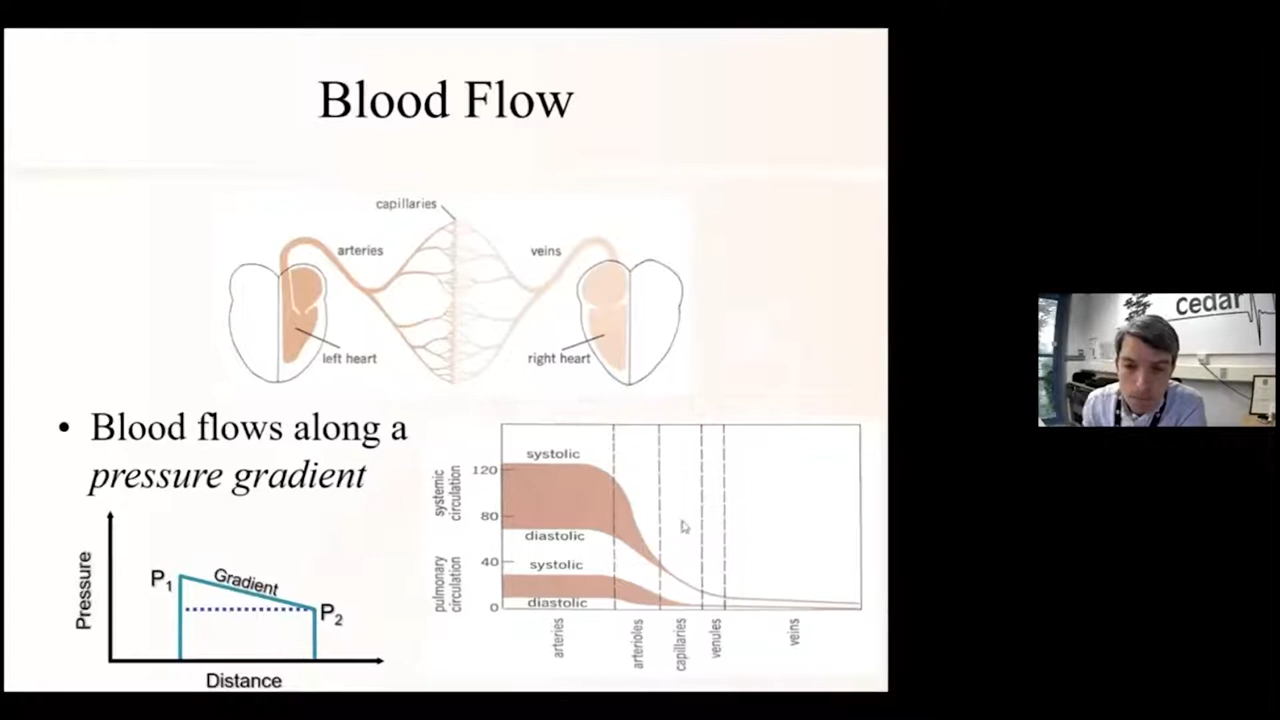 Blood Flow
capillaries
arteries
veins
left heart
right heart
• Blood flows along a
pressure gradient
Pressure
P1
Gradient
P2
Distance
systemic
circulation
pulmonary
circulation
120
80
40
0
systolic
diastolic
systolic
diastolic
arteries
arterioles
capillaries
venules
veins
cedar